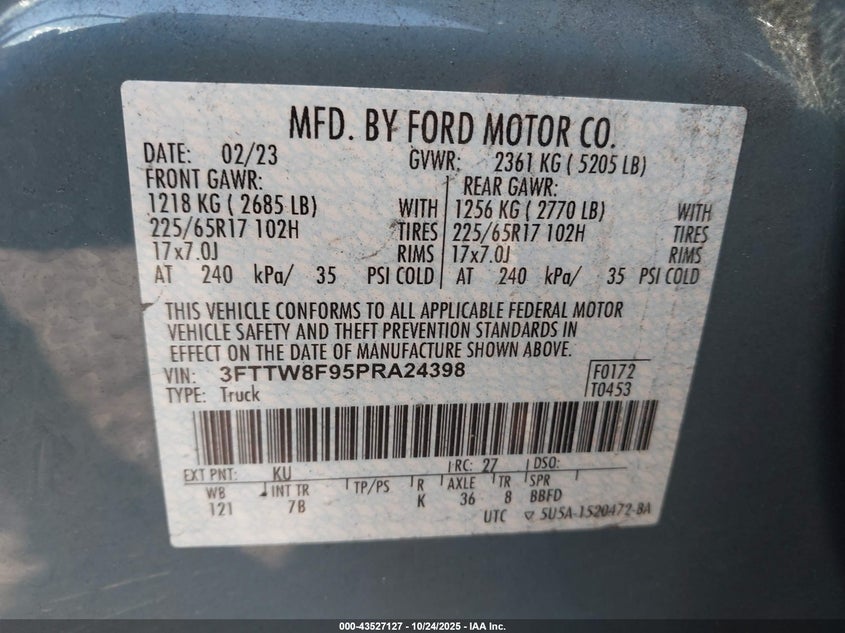 MFD. BY FORD MOTOR CO.
DATE: 02/23 GVWR: 2361 KG ( 5205 LB)
FRONT GAWR: REAR GAWR:
1218 KG ( 2685 LB) WITH 1256 KG ( 2770 LB) WITH
225/65R17 102H TIRES 225/65R17 102H TIRES
17x7.0J RIMS 17x7.0J RIMS
AT 240 kPa/ 35 PSI COLD AT 240 kPa/ 35 PSI COLD
THIS VEHICLE CONFORMS TO ALL APPLICABLE FEDERAL MOTOR
VEHICLE SAFETY AND THEFT PREVENTION STANDARDS IN
EFFECT ON THE DATE OF MANUFACTURE SHOWN ABOVE.
VIN: 3FTTW8F95PRA24398 F0172
TYPE: Truck T0453
EXT PNT: KU RC: 27 DSO:
WB INT TR TP/PS R AXLE TR SPR
121 7B K 36 8 BBFD
UTC ▽ 5U5A-1520472-BA
000-43527127 - 10/24/2025 - IAA Inc.